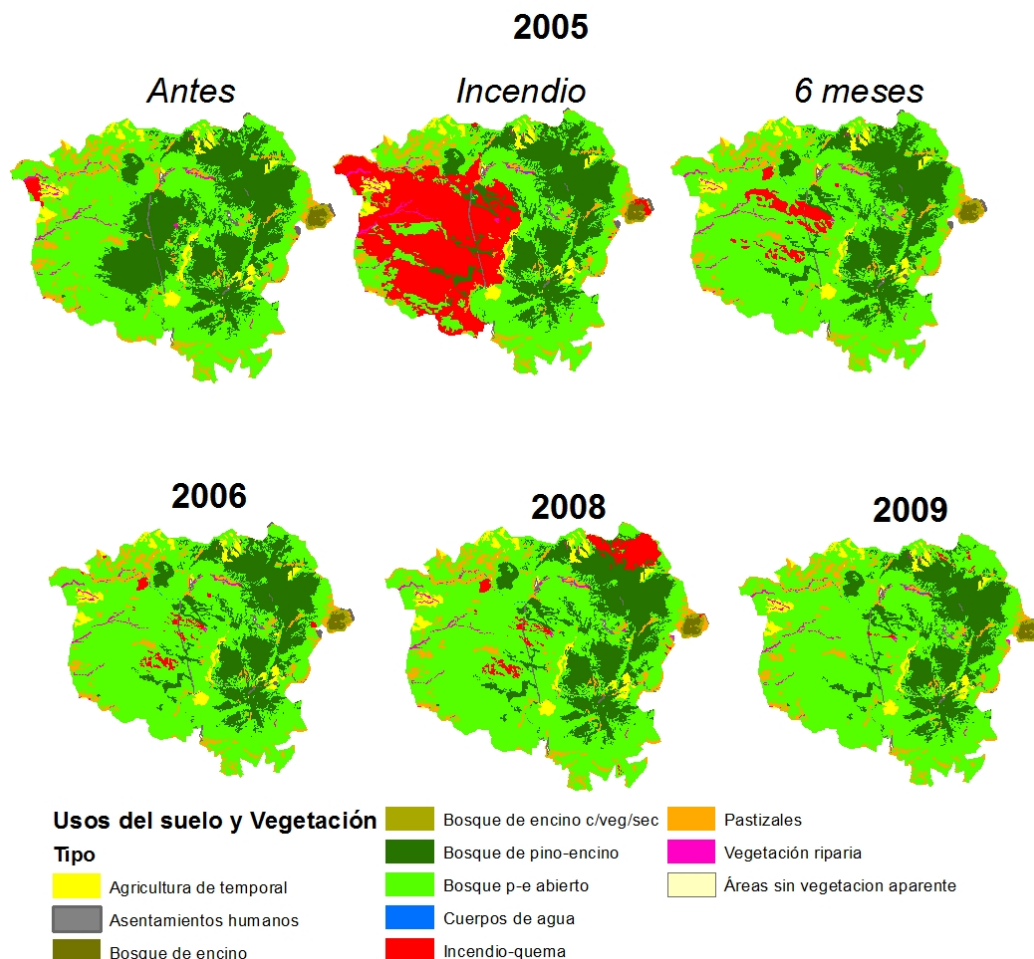 2005
Antes
Incendio
6 meses
2006
2008
2009
Usos del suelo y Vegetación
Tipo
Agricultura de temporal
Asentamientos humanos
Bosque de encino
Bosque de encino c/veg/sec
Bosque de pino-encino
Bosque p-e abierto
Cuerpos de agua
Incendio-quema
Pastizales
Vegetación riparia
Áreas sin vegetacion aparente